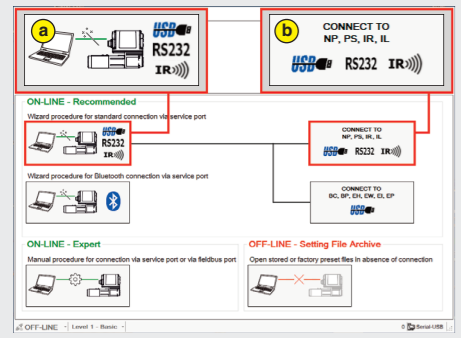 a
USB
RS232
IR
b
CONNECT TO
NP, PS, IR, IL
USB RS232 IR
ON-LINE - Recommended
Wizard procedure for standard connection via service port
USB
RS232
IR
CONNECT TO
NP, PS, IR, IL
USB RS232 IR
Wizard procedure for Bluetooth connection via service port
CONNECT TO
BC, BP, EH, EW, EI, EP
USB
ON-LINE - Expert
Manual procedure for connection via service port or via fieldbus port
OFF-LINE - Setting File Archive
Open stored or factory preset files in absence of connection
OFF-LINE - Level 1 - Basic -
0 Serial-USB